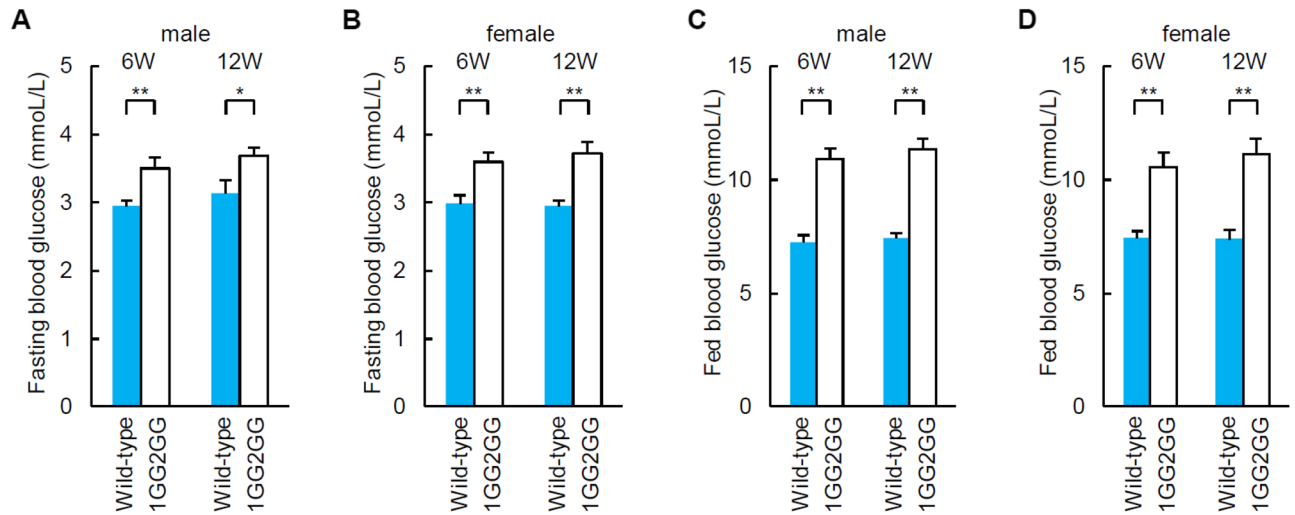 A
male
6W 12W
Fasting blood glucose (mmoL/L)
5
4
3
2
1
0
** *
Wild-type
1GG2GG
Wild-type
1GG2GG
B
female
6W 12W
Fasting blood glucose (mmoL/L)
5
4
3
2
1
0
** **
Wild-type
1GG2GG
Wild-type
1GG2GG
C
male
6W 12W
Fed blood glucose (mmoL/L)
15
10
5
0
** **
Wild-type
1GG2GG
Wild-type
1GG2GG
D
female
6W 12W
Fed blood glucose (mmoL/L)
15
10
5
0
** **
Wild-type
1GG2GG
Wild-type
1GG2GG